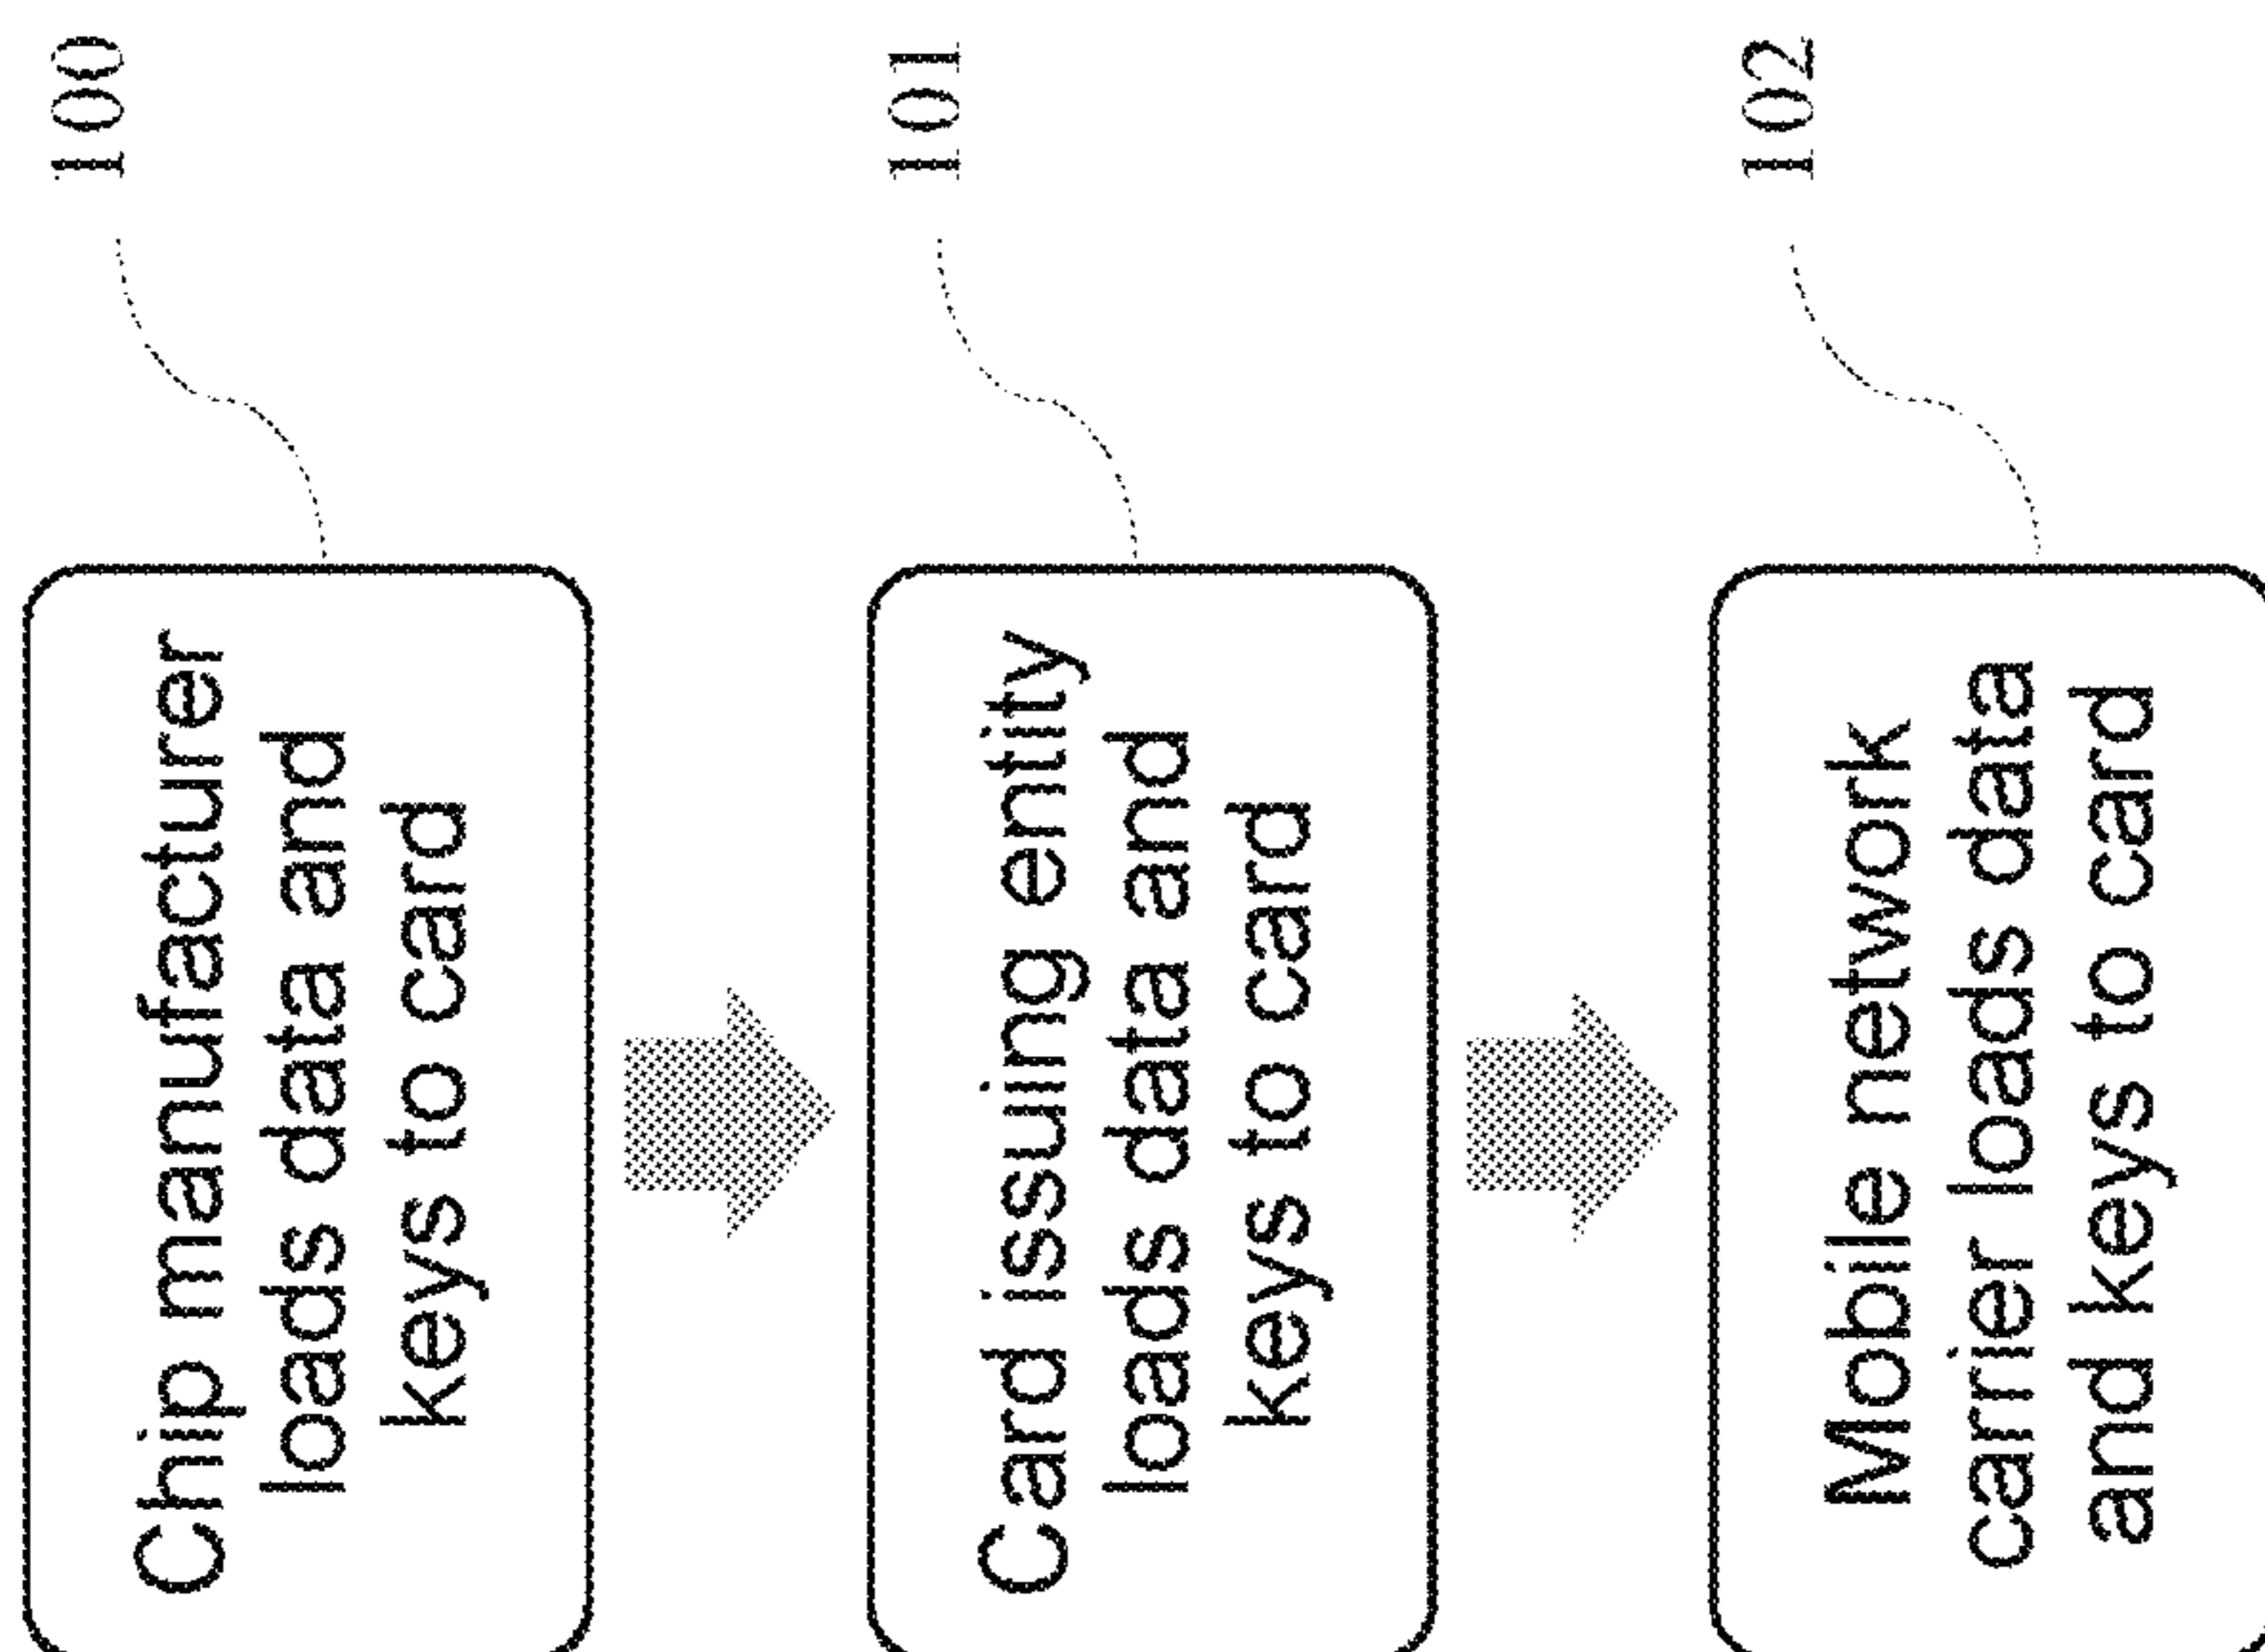 100
Chip manufacturer
loads data and
keys to card
101
Card issuing entity
loads data and
keys to card
102
Mobile network
carrier loads data
and keys to card